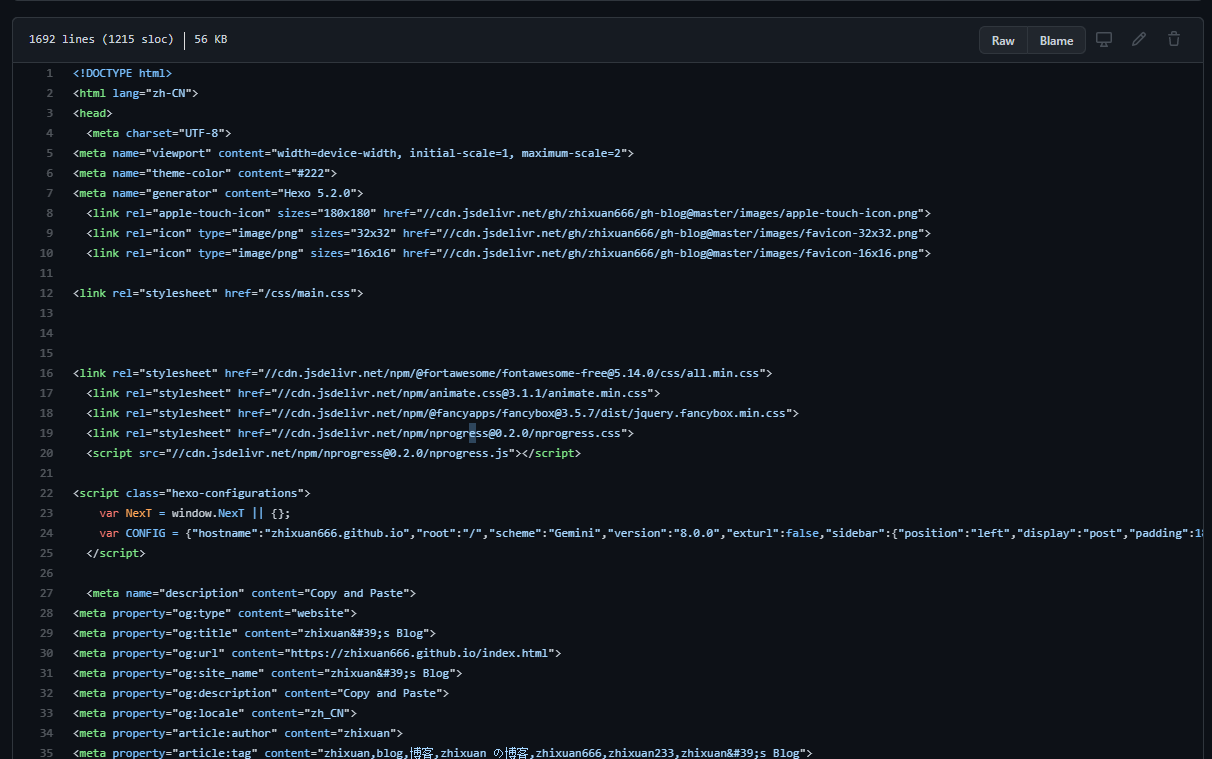 1692 lines (1215 sloc) | 56 KB
Raw Blame
1 <!DOCTYPE html>
2 <html lang="zh-CN">
3 <head>
4 <meta charset="UTF-8">
5 <meta name="viewport" content="width=device-width, initial-scale=1, maximum-scale=2">
6 <meta name="theme-color" content="#222">
7 <meta name="generator" content="Hexo 5.2.0">
8 <link rel="apple-touch-icon" sizes="180x180" href="//cdn.jsdelivr.net/gh/zhixuan666/gh-blog@master/images/apple-touch-icon.png">
9 <link rel="icon" type="image/png" sizes="32x32" href="//cdn.jsdelivr.net/gh/zhixuan666/gh-blog@master/images/favicon-32x32.png">
10 <link rel="icon" type="image/png" sizes="16x16" href="//cdn.jsdelivr.net/gh/zhixuan666/gh-blog@master/images/favicon-16x16.png">
11
12 <link rel="stylesheet" href="/css/main.css">
13
14
15
16 <link rel="stylesheet" href="//cdn.jsdelivr.net/npm/@fortawesome/fontawesome-free@5.14.0/css/all.min.css">
17 <link rel="stylesheet" href="//cdn.jsdelivr.net/npm/animate.css@3.1.1/animate.min.css">
18 <link rel="stylesheet" href="//cdn.jsdelivr.net/npm/@fancyapps/fancybox@3.5.7/dist/jquery.fancybox.min.css">
19 <link rel="stylesheet" href="//cdn.jsdelivr.net/npm/nprogress@0.2.0/nprogress.css">
20 <script src="//cdn.jsdelivr.net/npm/nprogress@0.2.0/nprogress.js"></script>
21
22 <script class="hexo-configurations">
23 var NexT = window.NexT || {};
24 var CONFIG = {"hostname":"zhixuan666.github.io","root":"/","scheme":"Gemini","version":"8.0.0","exturl":false,"sidebar":{"position":"left","display":"post","padding":18
25 </script>
26
27 <meta name="description" content="Copy and Paste">
28 <meta property="og:type" content="website">
29 <meta property="og:title" content="zhixuan&#39;s Blog">
30 <meta property="og:url" content="https://zhixuan666.github.io/index.html">
31 <meta property="og:site_name" content="zhixuan&#39;s Blog">
32 <meta property="og:description" content="Copy and Paste">
33 <meta property="og:locale" content="zh_CN">
34 <meta property="article:author" content="zhixuan">
35 <meta property="article:tag" content="zhixuan,blog,博客,zhixuan の博客,zhixuan666,zhixuan233,zhixuan&#39;s Blog">